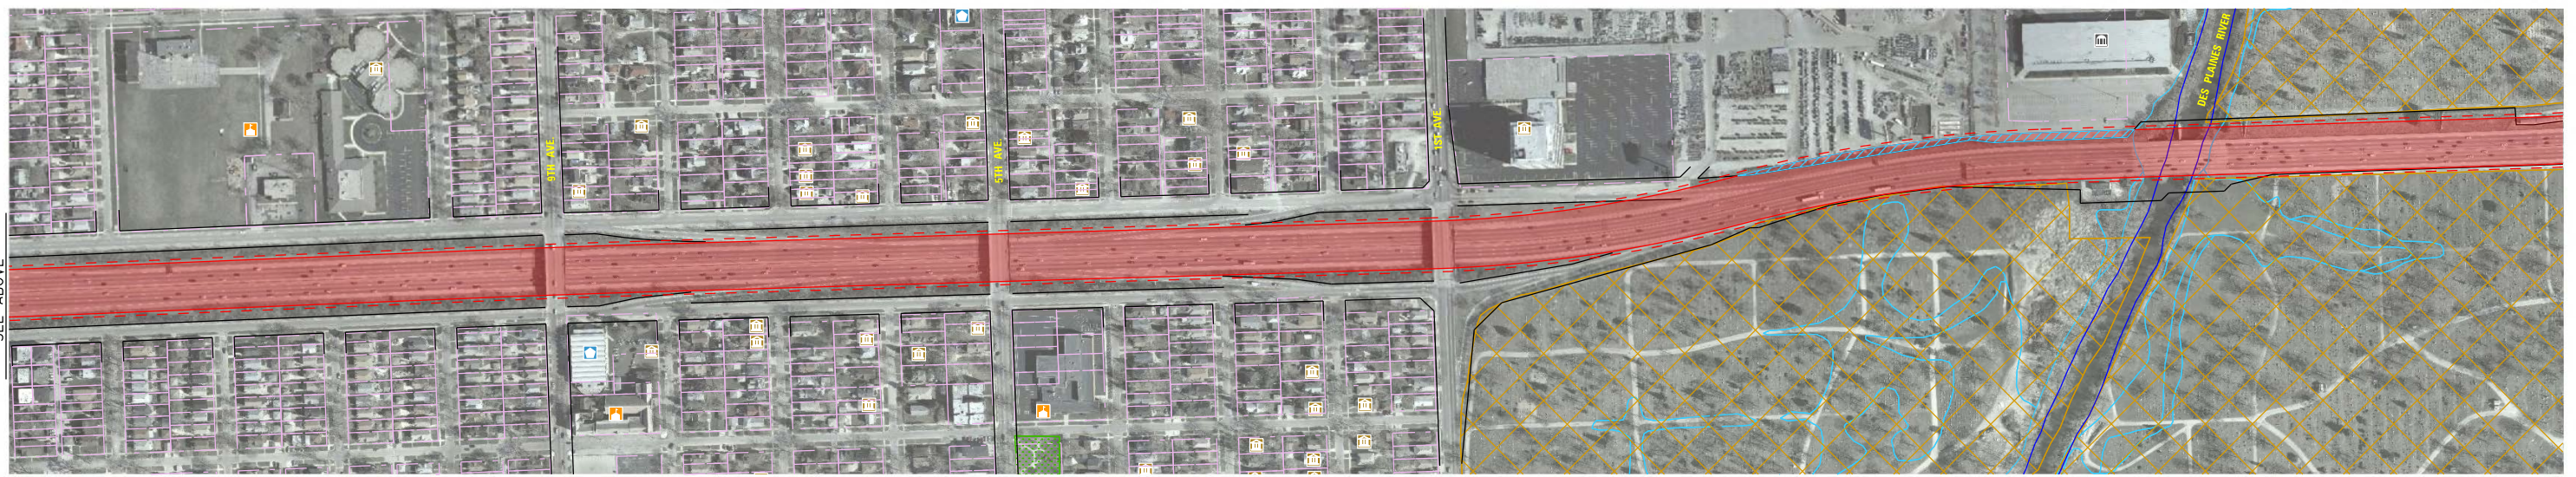 SEE ABOVE
9TH AVE.
5TH AVE.
1ST AVE.
DES PLAINES RIVER